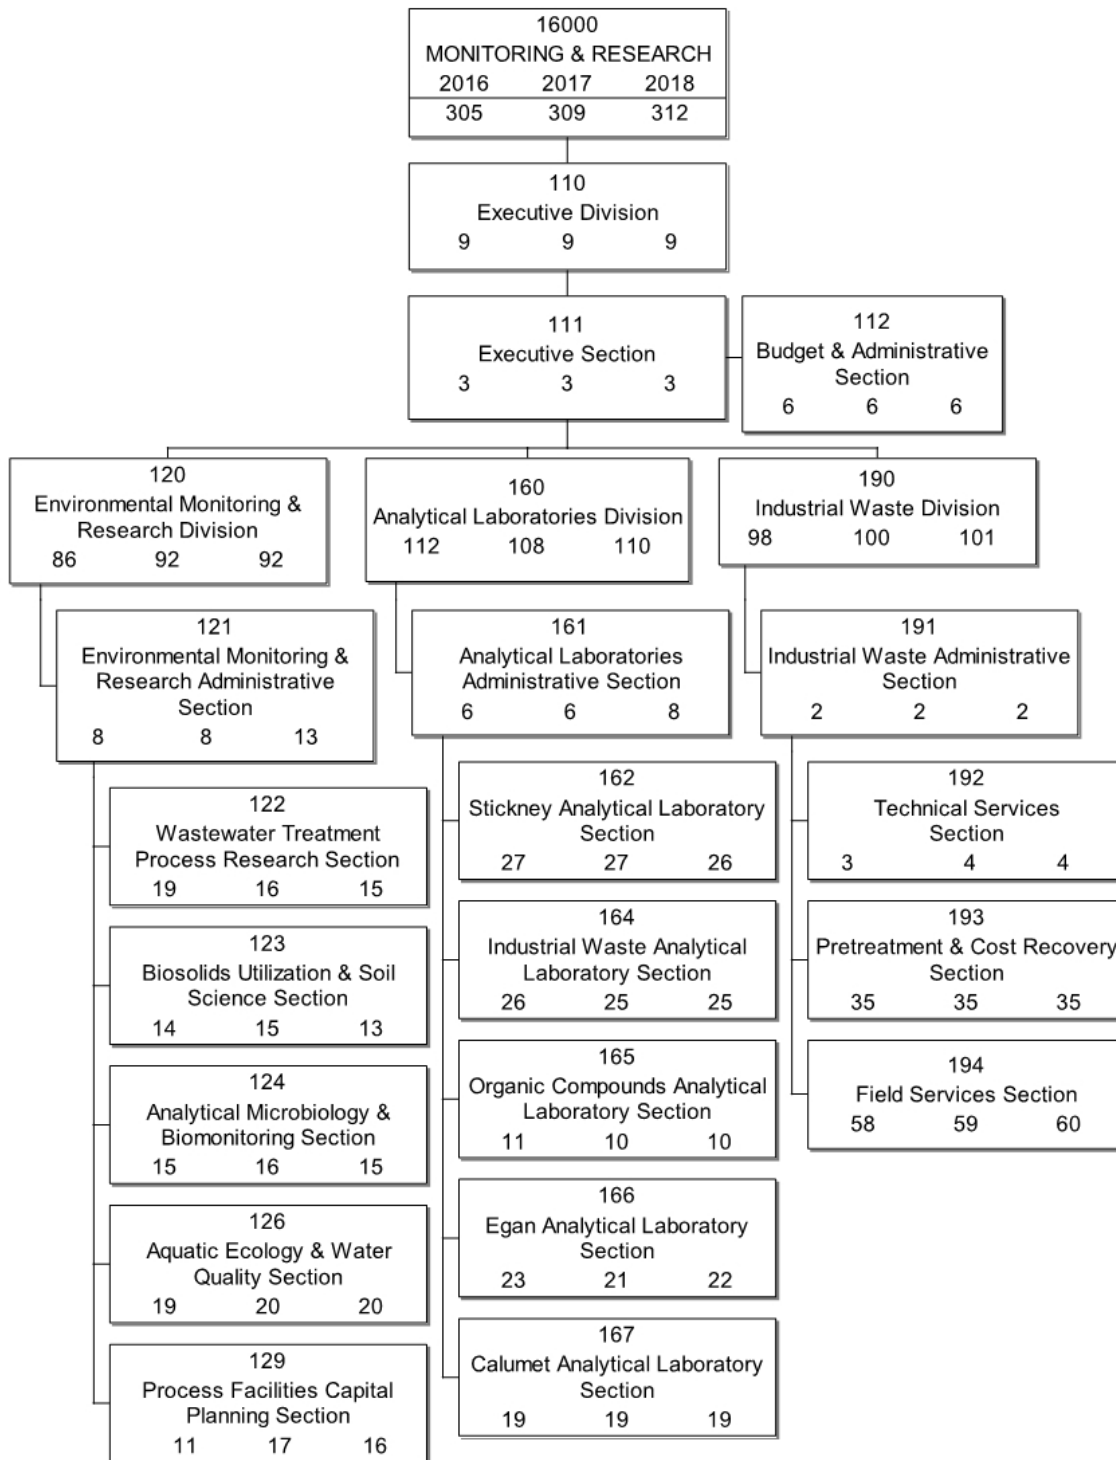 16000
MONITORING & RESEARCH
2016 2017 2018
305 309 312
110
Executive Division
9 9 9
111
Executive Section
3 3 3
112
Budget & Administrative
Section
6 6 6
120
Environmental Monitoring &
Research Division
86 92 92
160
Analytical Laboratories Division
112 108 110
190
Industrial Waste Division
98 100 101
121
Environmental Monitoring &
Research Administrative
Section
8 8 13
122
Wastewater Treatment
Process Research Section
19 16 15
123
Biosolids Utilization & Soil
Science Section
14 15 13
124
Analytical Microbiology &
Biomonitoring Section
15 16 15
126
Aquatic Ecology & Water
Quality Section
19 20 20
129
Process Facilities Capital
Planning Section
11 17 16
161
Analytical Laboratories
Administrative Section
6 6 8
162
Stickney Analytical Laboratory
Section
27 27 26
164
Industrial Waste Analytical
Laboratory Section
26 25 25
165
Organic Compounds Analytical
Laboratory Section
11 10 10
166
Egan Analytical Laboratory
Section
23 21 22
167
Calumet Analytical Laboratory
Section
19 19 19
191
Industrial Waste Administrative
Section
2 2 2
192
Technical Services
Section
3 4 4
193
Pretreatment & Cost Recovery
Section
35 35 35
194
Field Services Section
58 59 60